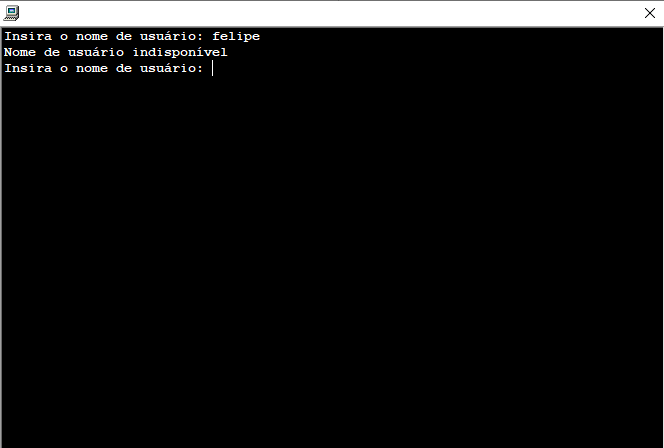 Insira o nome de usuário: felipe
Nome de usuário indisponível
Insira o nome de usuário: